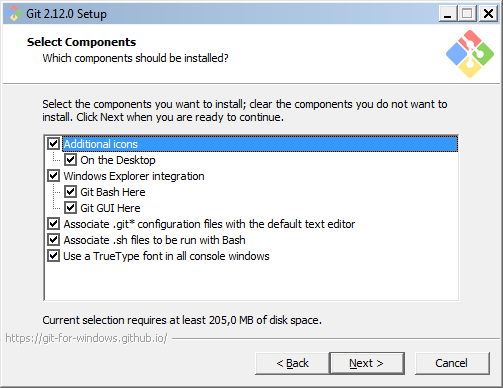 Git 2.12.0 Setup
Select Components
Which components should be installed?
Select the components you want to install; clear the components you do not want to
install. Click Next when you are ready to continue.
Additional icons
On the Desktop
Windows Explorer integration
Git Bash Here
Git GUI Here
Associate .git* configuration files with the default text editor
Associate .sh files to be run with Bash
Use a TrueType font in all console windows
Current selection requires at least 205,0 MB of disk space.
https://git-for-windows.github.io/
< Back
Next >
Cancel